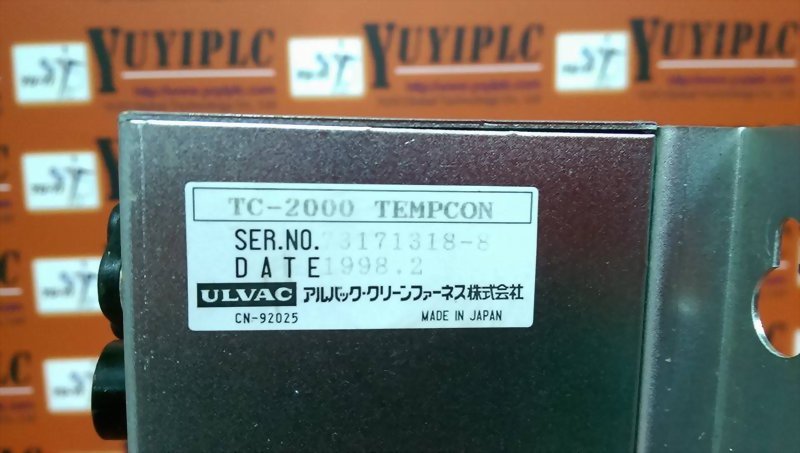 YUYIPLC
YUYIPLC
YUYIPLC
TC-2000 TEMPCON
SER.NO.73171318-8
DATE 1998.2
ULVAC アルバック・クリーンファーネス株式会社
CN-92025 MADE IN JAPAN